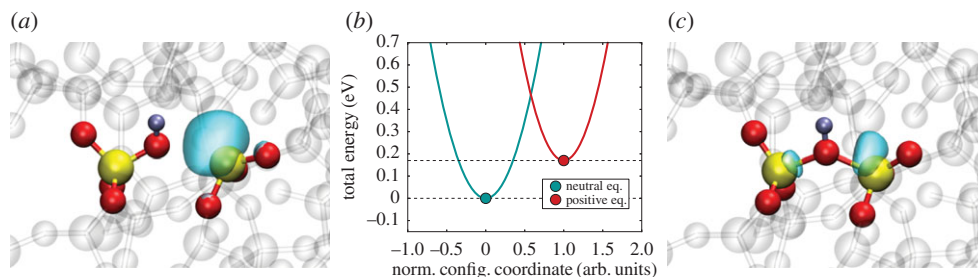 (a)
(b)
(c)
0.7
0.6
0.5
0.4
0.3
0.2
0.1
0
−0.1
total energy (eV)
neutral eq.
positive eq.
−1.0 −0.5 0 0.5 1.0 1.5 2.0
norm. config. coordinate (arb. units)